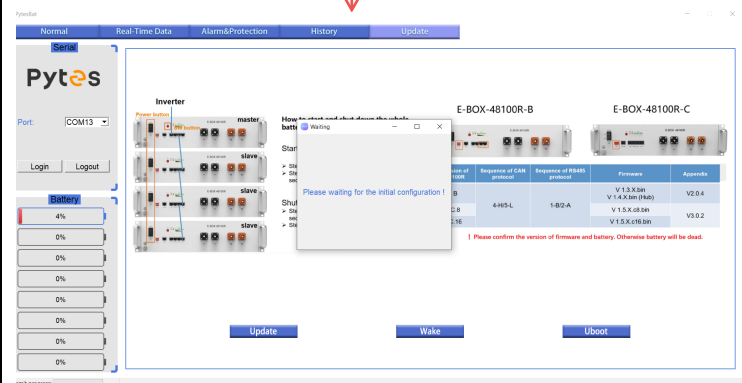 PytesBat
Normal
Real-Time Data
Alarm&Protection
History
Update
Serial
Pytes
Port:
COM13
Login
Logout
Battery
4%
0%
0%
0%
0%
0%
0%
0%
Inverter
Power button
master
slave
slave
slave
How to start and shut down the whole
batte
Star
Shut
Waiting
Please waiting for the initial configuration !
E-BOX-48100R-B
E-BOX-48100R-C
Sequence of CAN protocol
Sequence of RS485 protocol
Firmware
Appendix
B
4-H/5-L
1-B/2-A
V 1.3.X.bin
V 1.4.X.bin (Hub)
V2.0.4
C.8
V 1.5.X.c8.bin
V3.0.2
C.16
V 1.5.X.c16.bin
! Please confirm the version of firmware and battery. Otherwise battery will be dead.
Update
Wake
Uboot